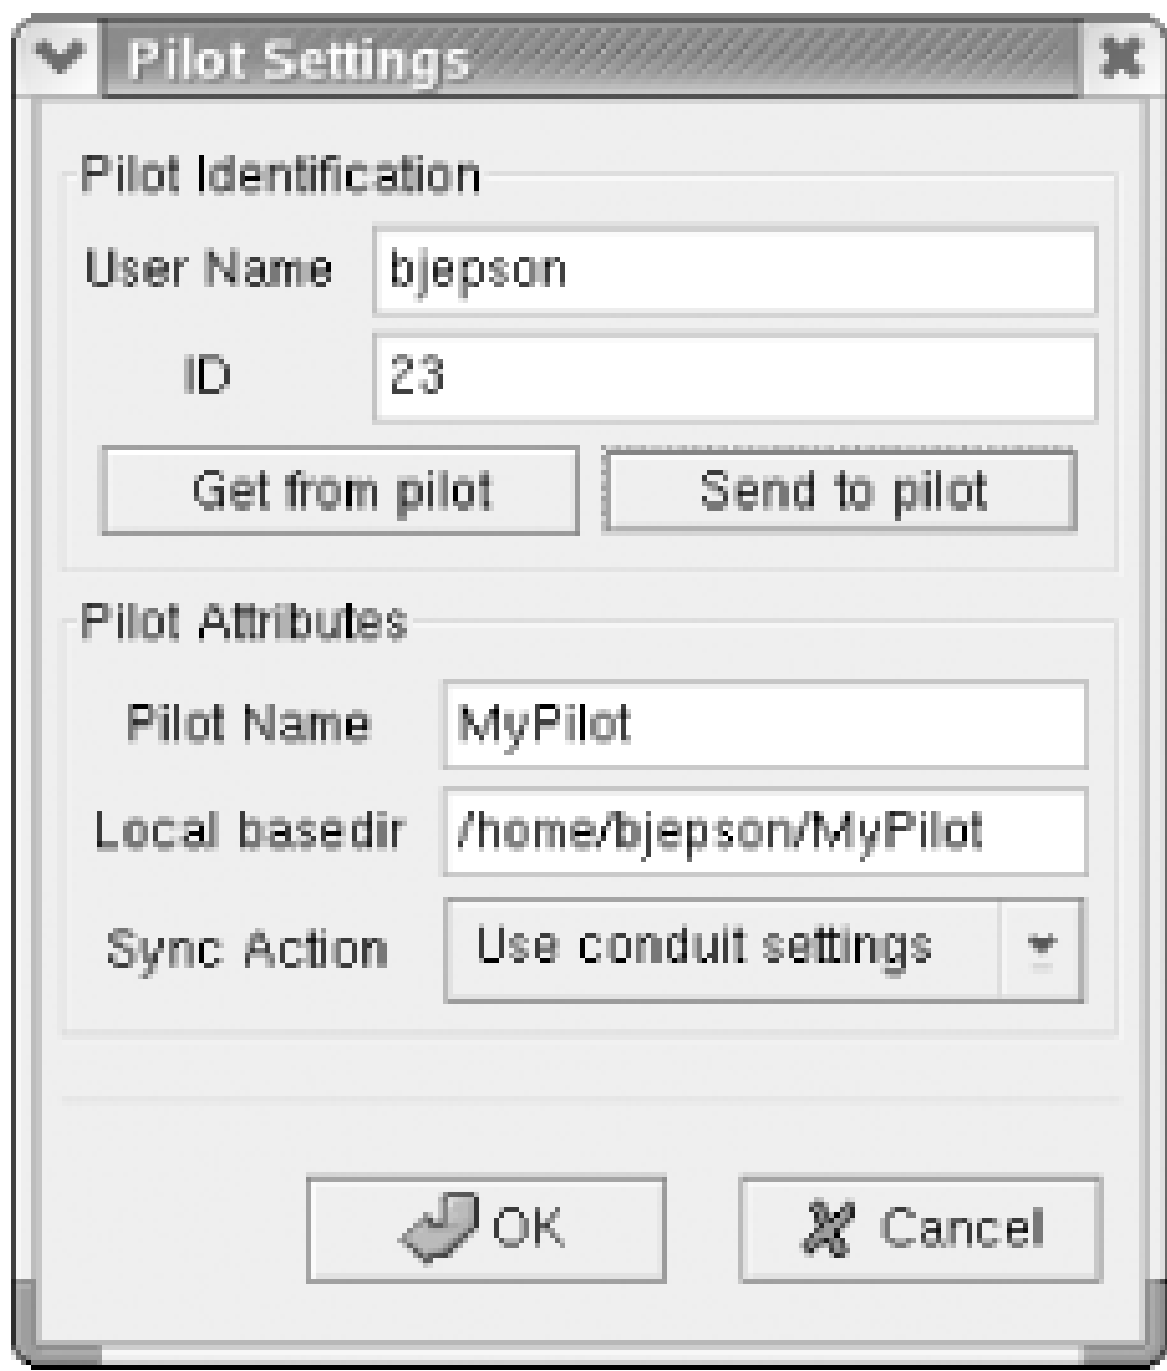 Pilot Settings
Pilot Identification
User Name bjepson
ID 23
Get from pilot Send to pilot
Pilot Attributes
Pilot Name MyPilot
Local basedir /home/bjepson/MyPilot
Sync Action Use conduit settings
OK Cancel